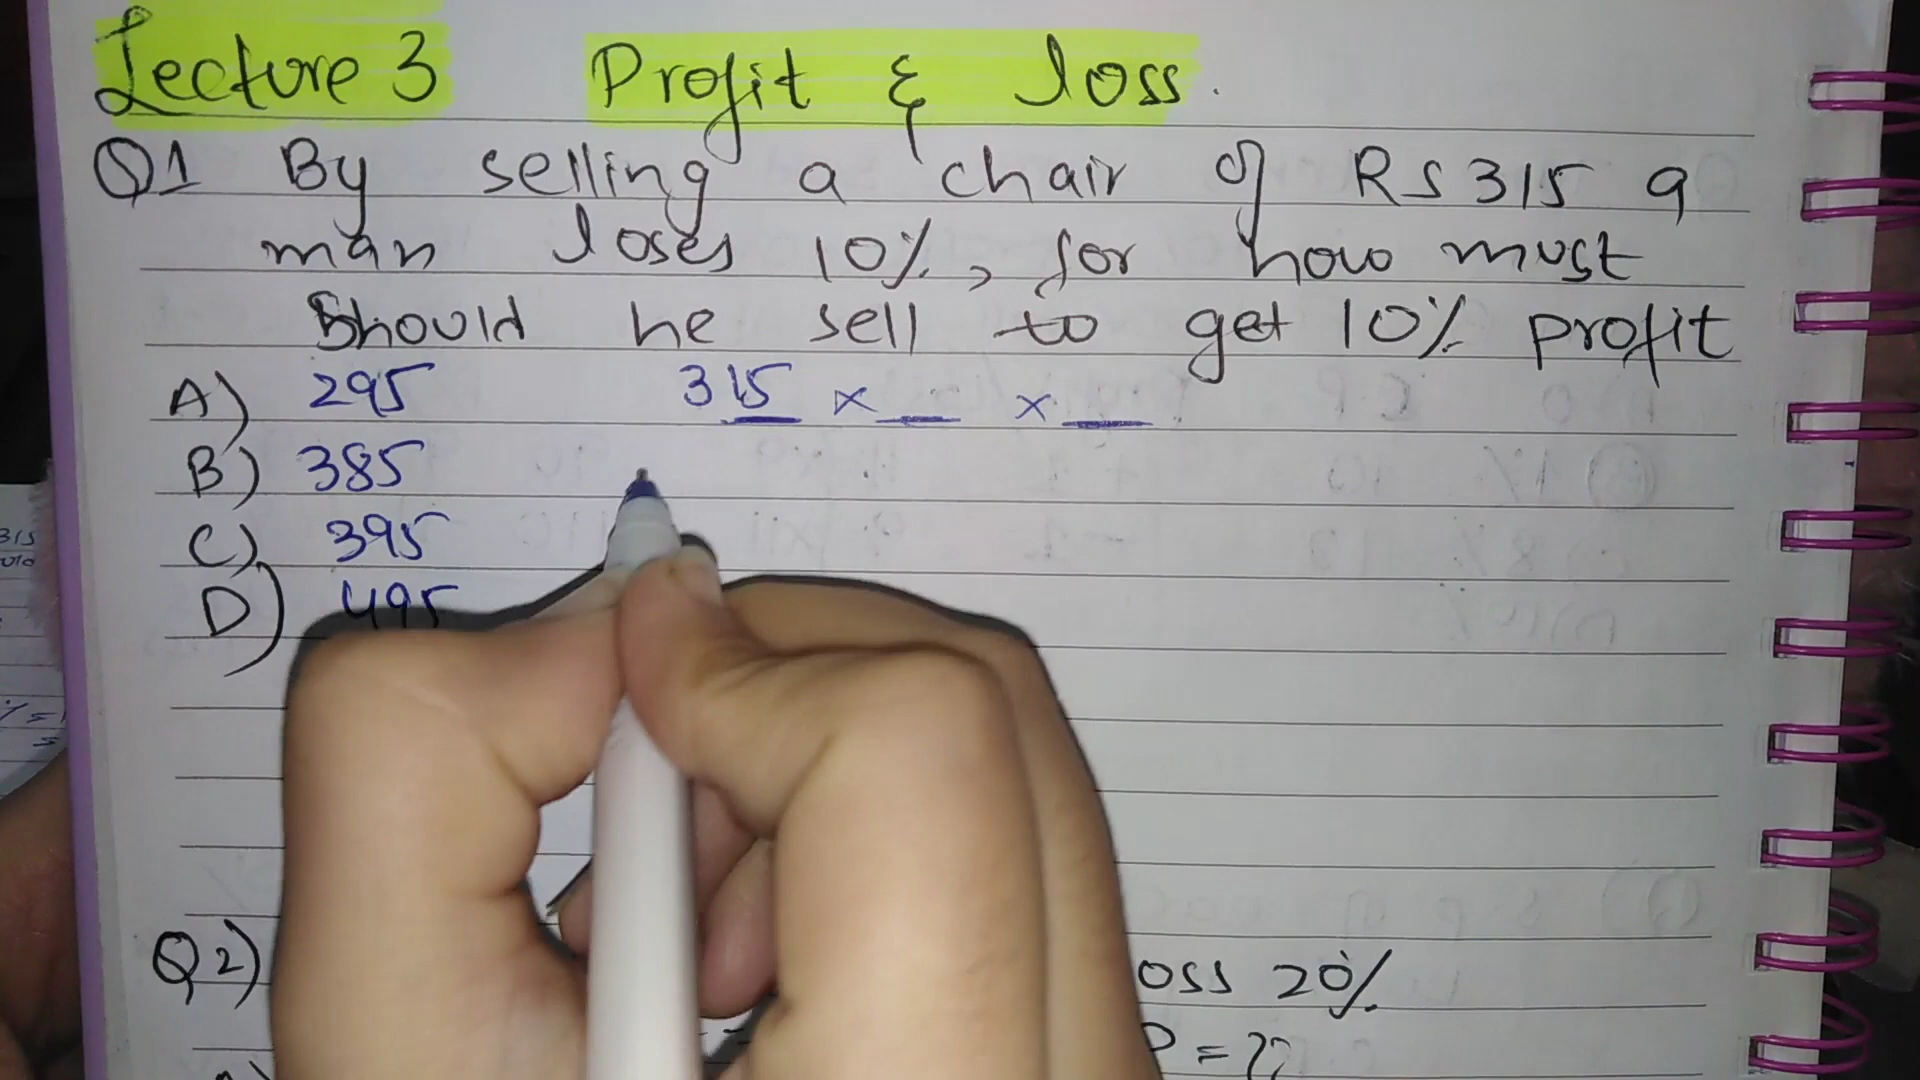 Lecture 3 Profit & loss.
Q1 By selling a chair of RS 315 a
man loses 10%, for how must
Should he sell to get 10% profit
A) 295 315 × __ × __
B) 385
C) 395
D) 495
Q2) oss 20%
P = ??